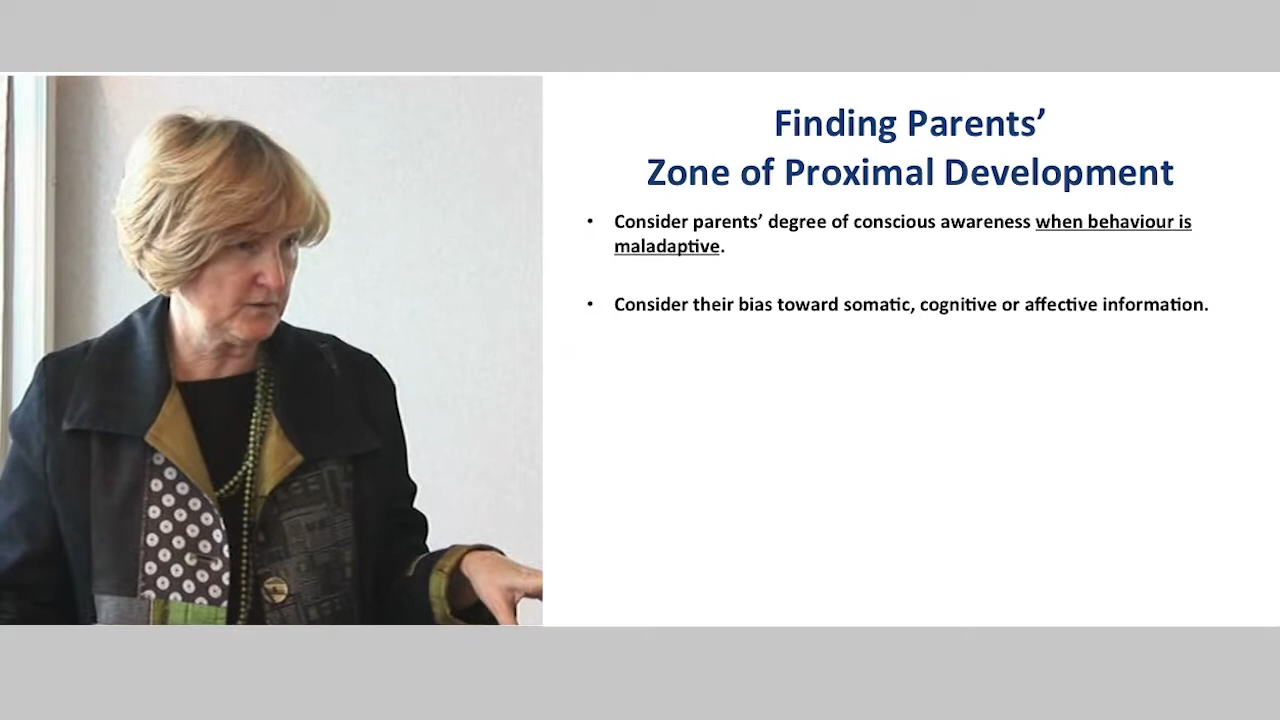 Finding Parents’
Zone of Proximal Development
• Consider parents’ degree of conscious awareness when behaviour is
maladaptive.
• Consider their bias toward somatic, cognitive or affective information.